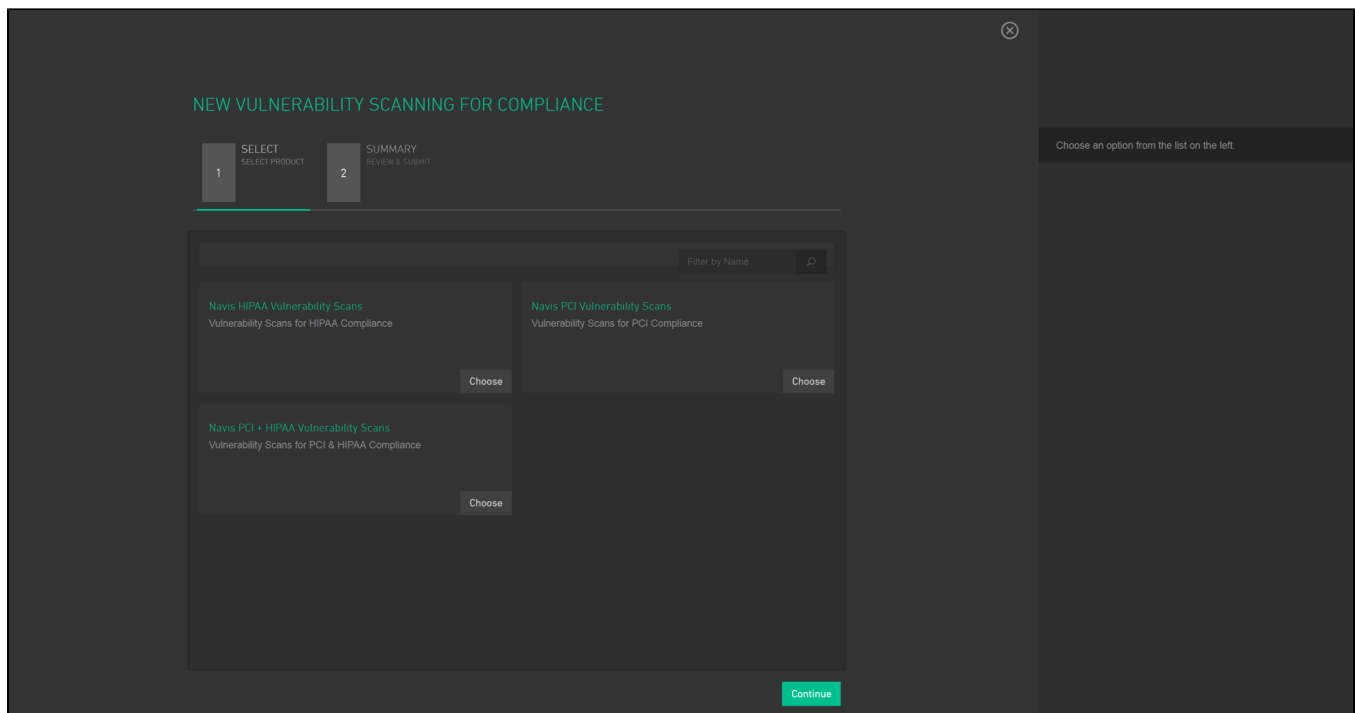 NEW VULNERABILITY SCANNING FOR COMPLIANCE
1
SELECT
SELECT PRODUCT
2
SUMMARY
REVIEW & SUBMIT
Choose an option from the list on the left.
Filter by Name
Navis HIPAA Vulnerability Scans
Vulnerability Scans for HIPAA Compliance
Choose
Navis PCI Vulnerability Scans
Vulnerability Scans for PCI Compliance
Choose
Navis PCI + HIPAA Vulnerability Scans
Vulnerability Scans for PCI & HIPAA Compliance
Choose
Continue